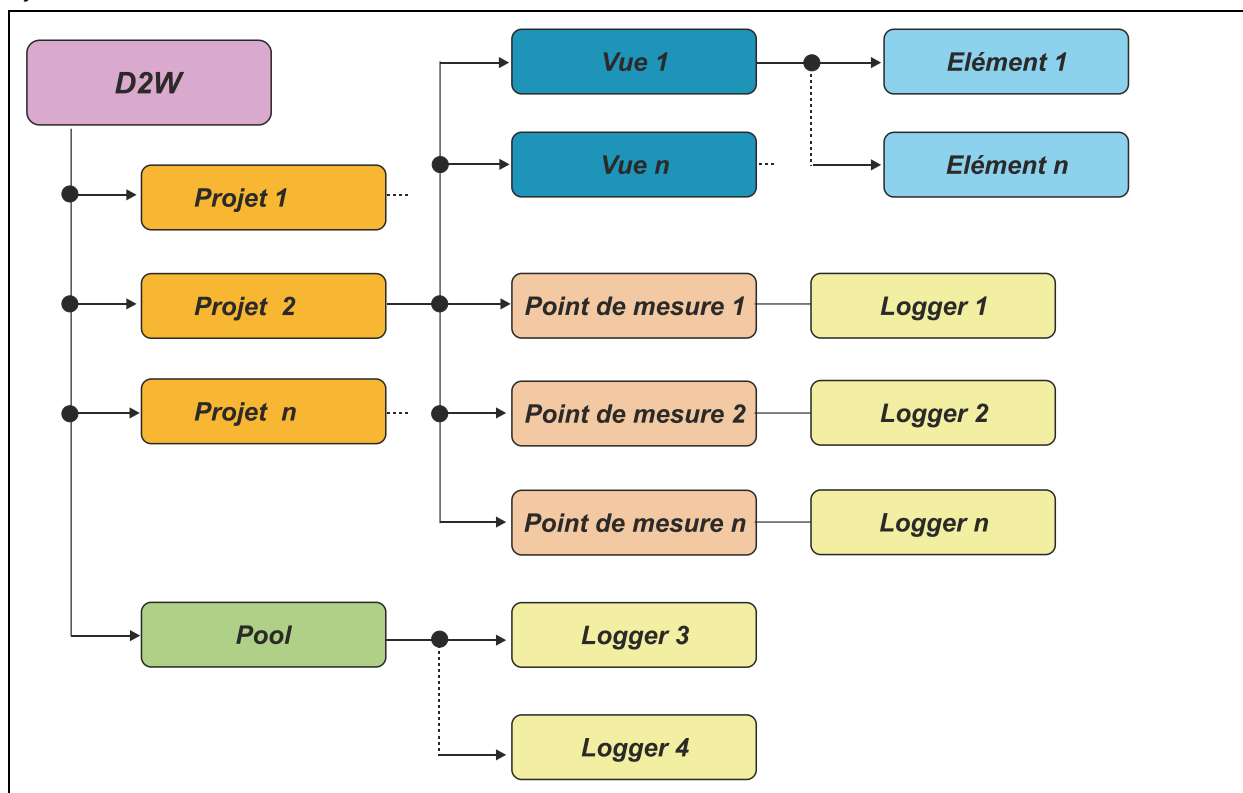 D2W
Vue 1
Elément 1
Vue n
Elément n
Projet 1
Projet 2
Point de mesure 1
Logger 1
Projet n
Point de mesure 2
Logger 2
Point de mesure n
Logger n
Pool
Logger 3
Logger 4